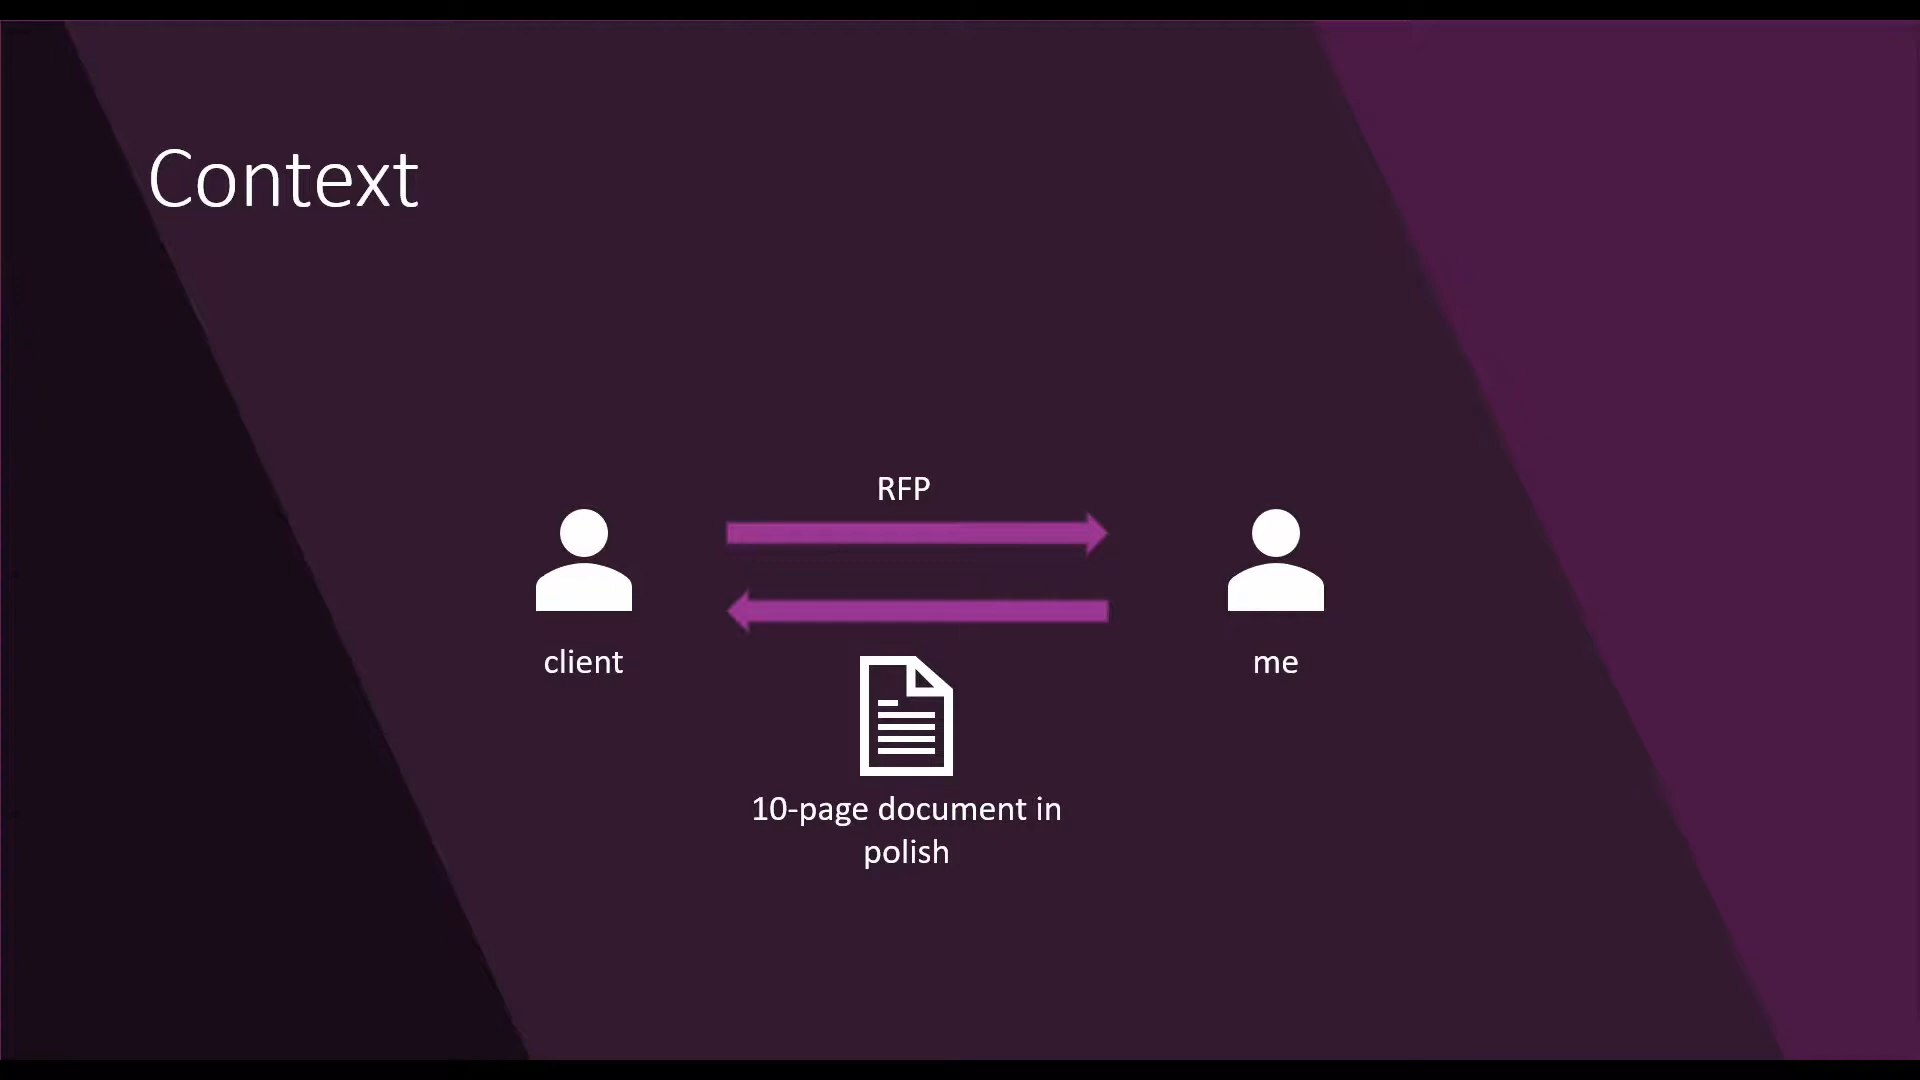 Context
RFP
client
me
10-page document in
polish